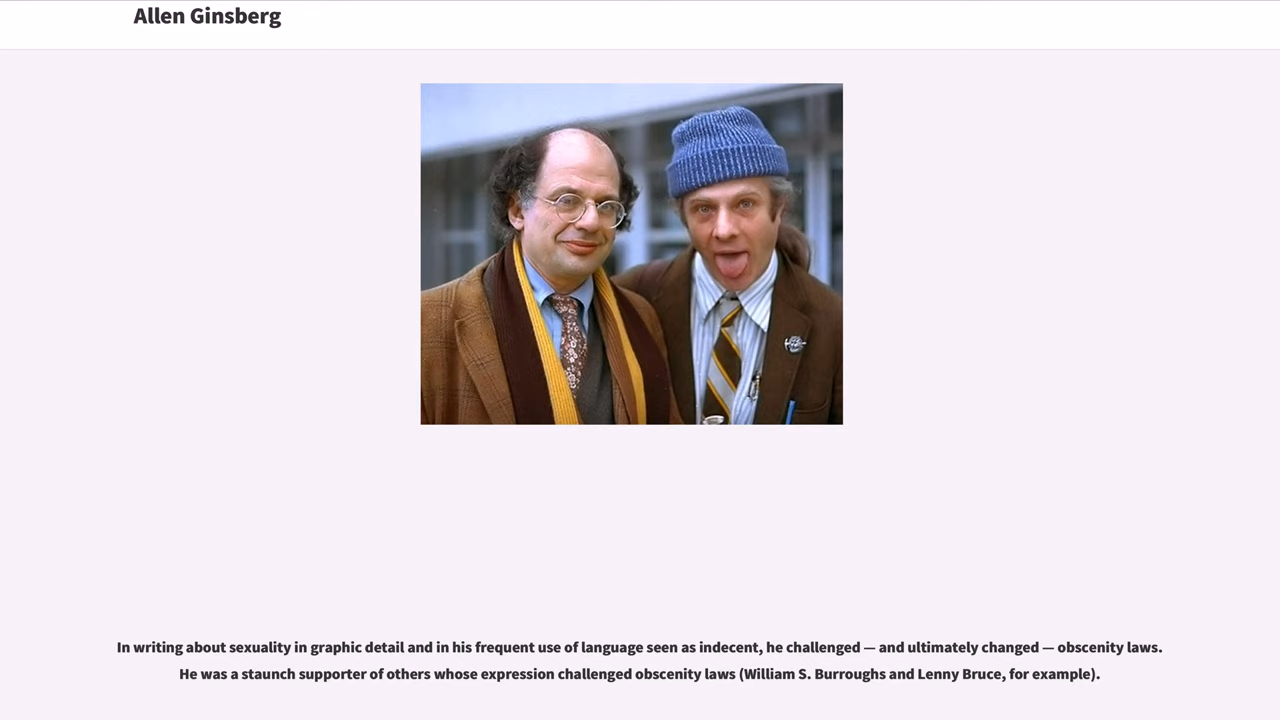 Allen Ginsberg
In writing about sexuality in graphic detail and in his frequent use of language seen as indecent, he challenged — and ultimately changed — obscenity laws.
He was a staunch supporter of others whose expression challenged obscenity laws (William S. Burroughs and Lenny Bruce, for example).